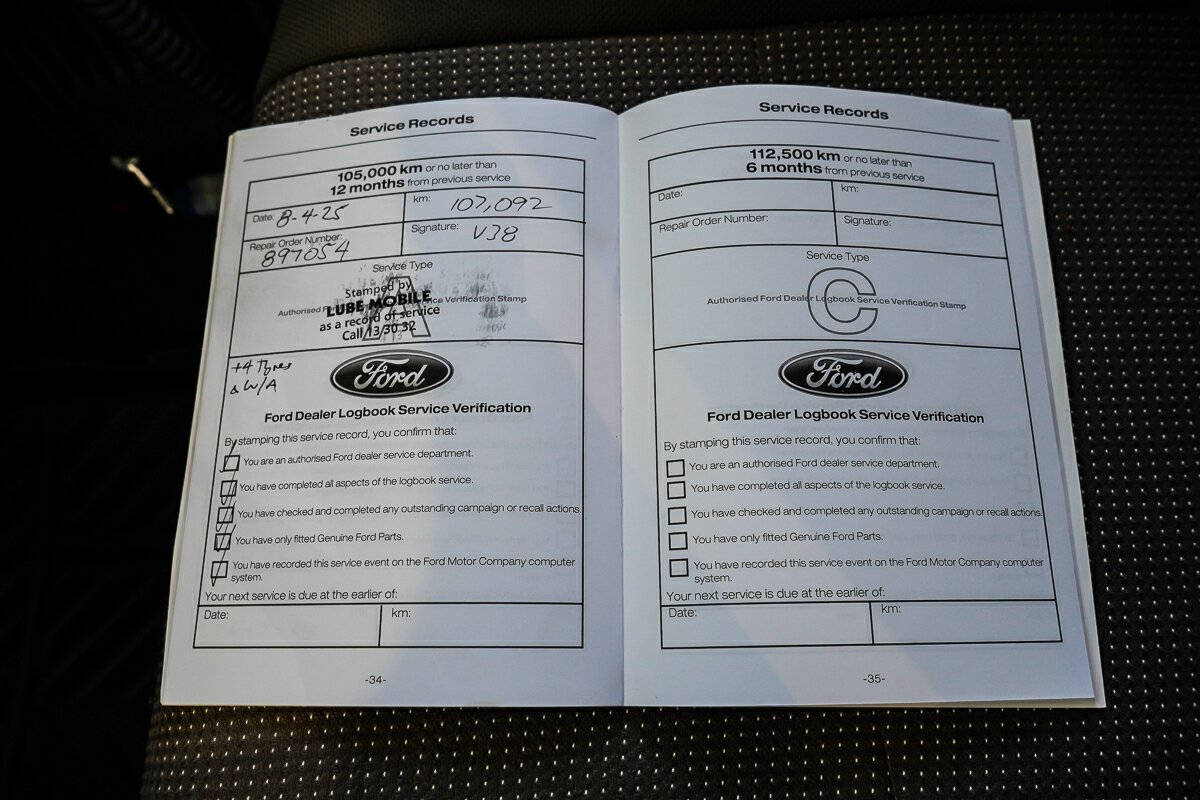 Service Records
105,000 km or no later than
12 months from previous service
Date: 8-4-25
km: 107,092
Repair Order Number: 897054
Signature: V38
Service Type
A
Stamped by
LUBE MOBILE
as a record of service
Call 13/30 32
+4 Tyres
& W/A
Ford
Ford Dealer Logbook Service Verification
By stamping this service record, you confirm that:
You are an authorised Ford dealer service department.
You have completed all aspects of the logbook service.
You have checked and completed any outstanding campaign or recall actions.
You have only fitted Genuine Ford Parts.
You have recorded this service event on the Ford Motor Company computer
system.
Your next service is due at the earlier of:
Date:
km:
-34-
Service Records
112,500 km or no later than
6 months from previous service
Date:
km:
Repair Order Number:
Signature:
Service Type
C
Authorised Ford Dealer Logbook Service Verification Stamp
Ford
Ford Dealer Logbook Service Verification
By stamping this service record, you confirm that:
You are an authorised Ford dealer service department.
You have completed all aspects of the logbook service.
You have checked and completed any outstanding campaign or recall actions.
You have only fitted Genuine Ford Parts.
You have recorded this service event on the Ford Motor Company computer
system.
Your next service is due at the earlier of:
Date:
km:
-35-